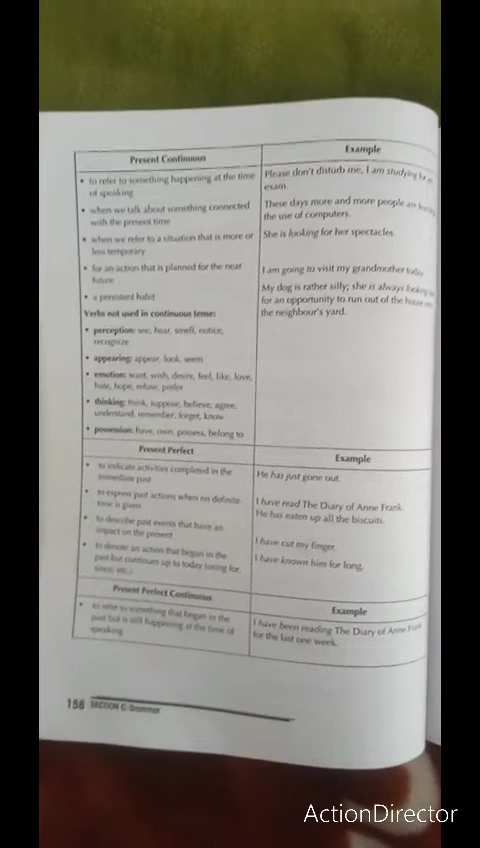 Present Continuous
Example
• to refer to something happening at the time
of speaking
Please don't disturb me, I am studying for an
exam.
• when we talk about something connected
with the present time
These days more and more people are
the use of computers.
• when we refer to a situation that is more or
less temporary
She is looking for her spectacles.
• for an action that is planned for the near
future
I am going to visit my grandmother today
• a persistent habit
My dog is rather silly; she is always looking
for an opportunity to run out of the house
the neighbour's yard.
Verbs not used in continuous tense:
• perception: see, hear, smell, notice,
recognize
• appearing: appear, look, seem
• emotion: want, wish, desire, feel, like, love,
hate, hope, refuse, prefer
• thinking: think, suppose, believe, agree,
understand, remember, forget, know
• possession: have, own, possess, belong to
Present Perfect
Example
• to indicate activities completed in the
immediate past
He has just gone out.
• to express past actions when no definite
time is given
I have read The Diary of Anne Frank.
He has eaten up all the biscuits.
• to describe past events that have an
impact on the present
I have cut my finger.
• to denote an action that began in the
past but continues up to today (using for,
since, etc.)
I have known him for long.
Present Perfect Continuous
Example
• to refer to something that began in the
past but is still happening at the time of
speaking
I have been reading The Diary of Anne Frank
for the last one week.
158 SECTION C: Grammar
ActionDirector